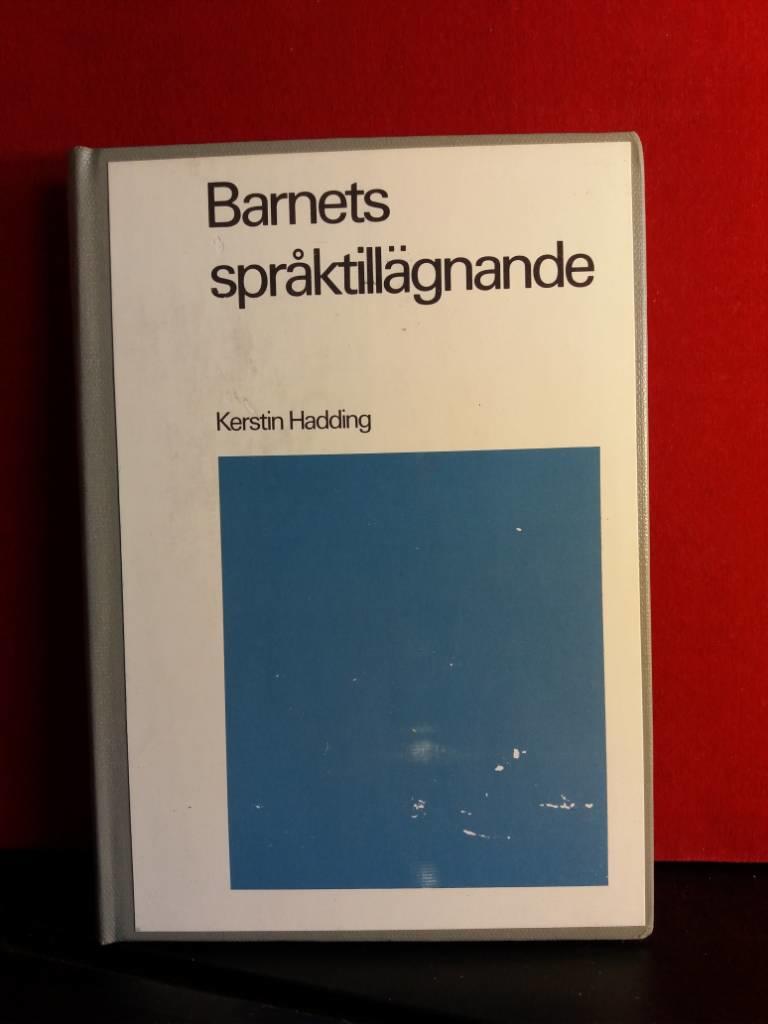 Barnets
språktillägnande
Kerstin Hadding